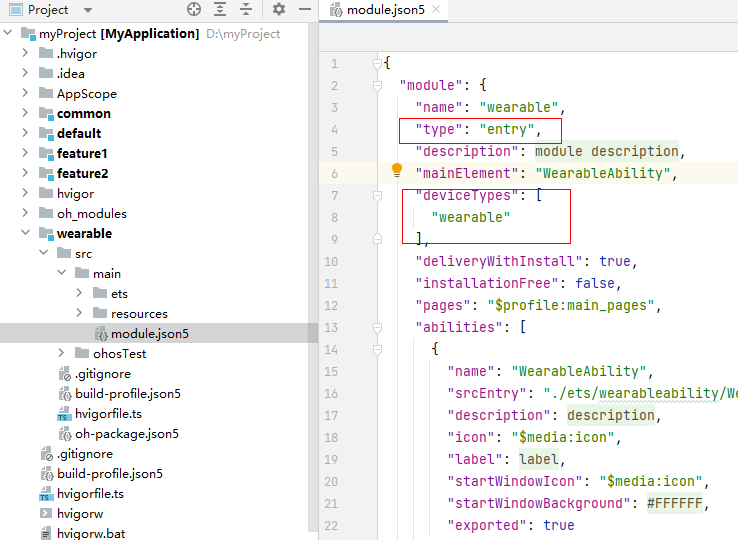 Project
myProject [MyApplication] D:\myProject
.hvigor
.idea
AppScope
common
default
feature1
feature2
hvigor
oh_modules
wearable
src
main
ets
resources
module.json5
ohosTest
.gitignore
build-profile.json5
hvigorfile.ts
oh-package.json5
.gitignore
build-profile.json5
hvigorfile.ts
hvigorw
hvigorw.bat
module.json5
1 {
2 "module": {
3 "name": "wearable",
4 "type": "entry",
5 "description": module description,
6 "mainElement": "WearableAbility",
7 "deviceTypes": [
8 "wearable"
9 ],
10 "deliveryWithInstall": true,
11 "installationFree": false,
12 "pages": "$profile:main_pages",
13 "abilities": [
14 {
15 "name": "WearableAbility",
16 "srcEntry": "./ets/wearableability/We
17 "description": description,
18 "icon": "$media:icon",
19 "label": label,
20 "startWindowIcon": "$media:icon",
21 "startWindowBackground": #FFFFFF,
22 "exported": true